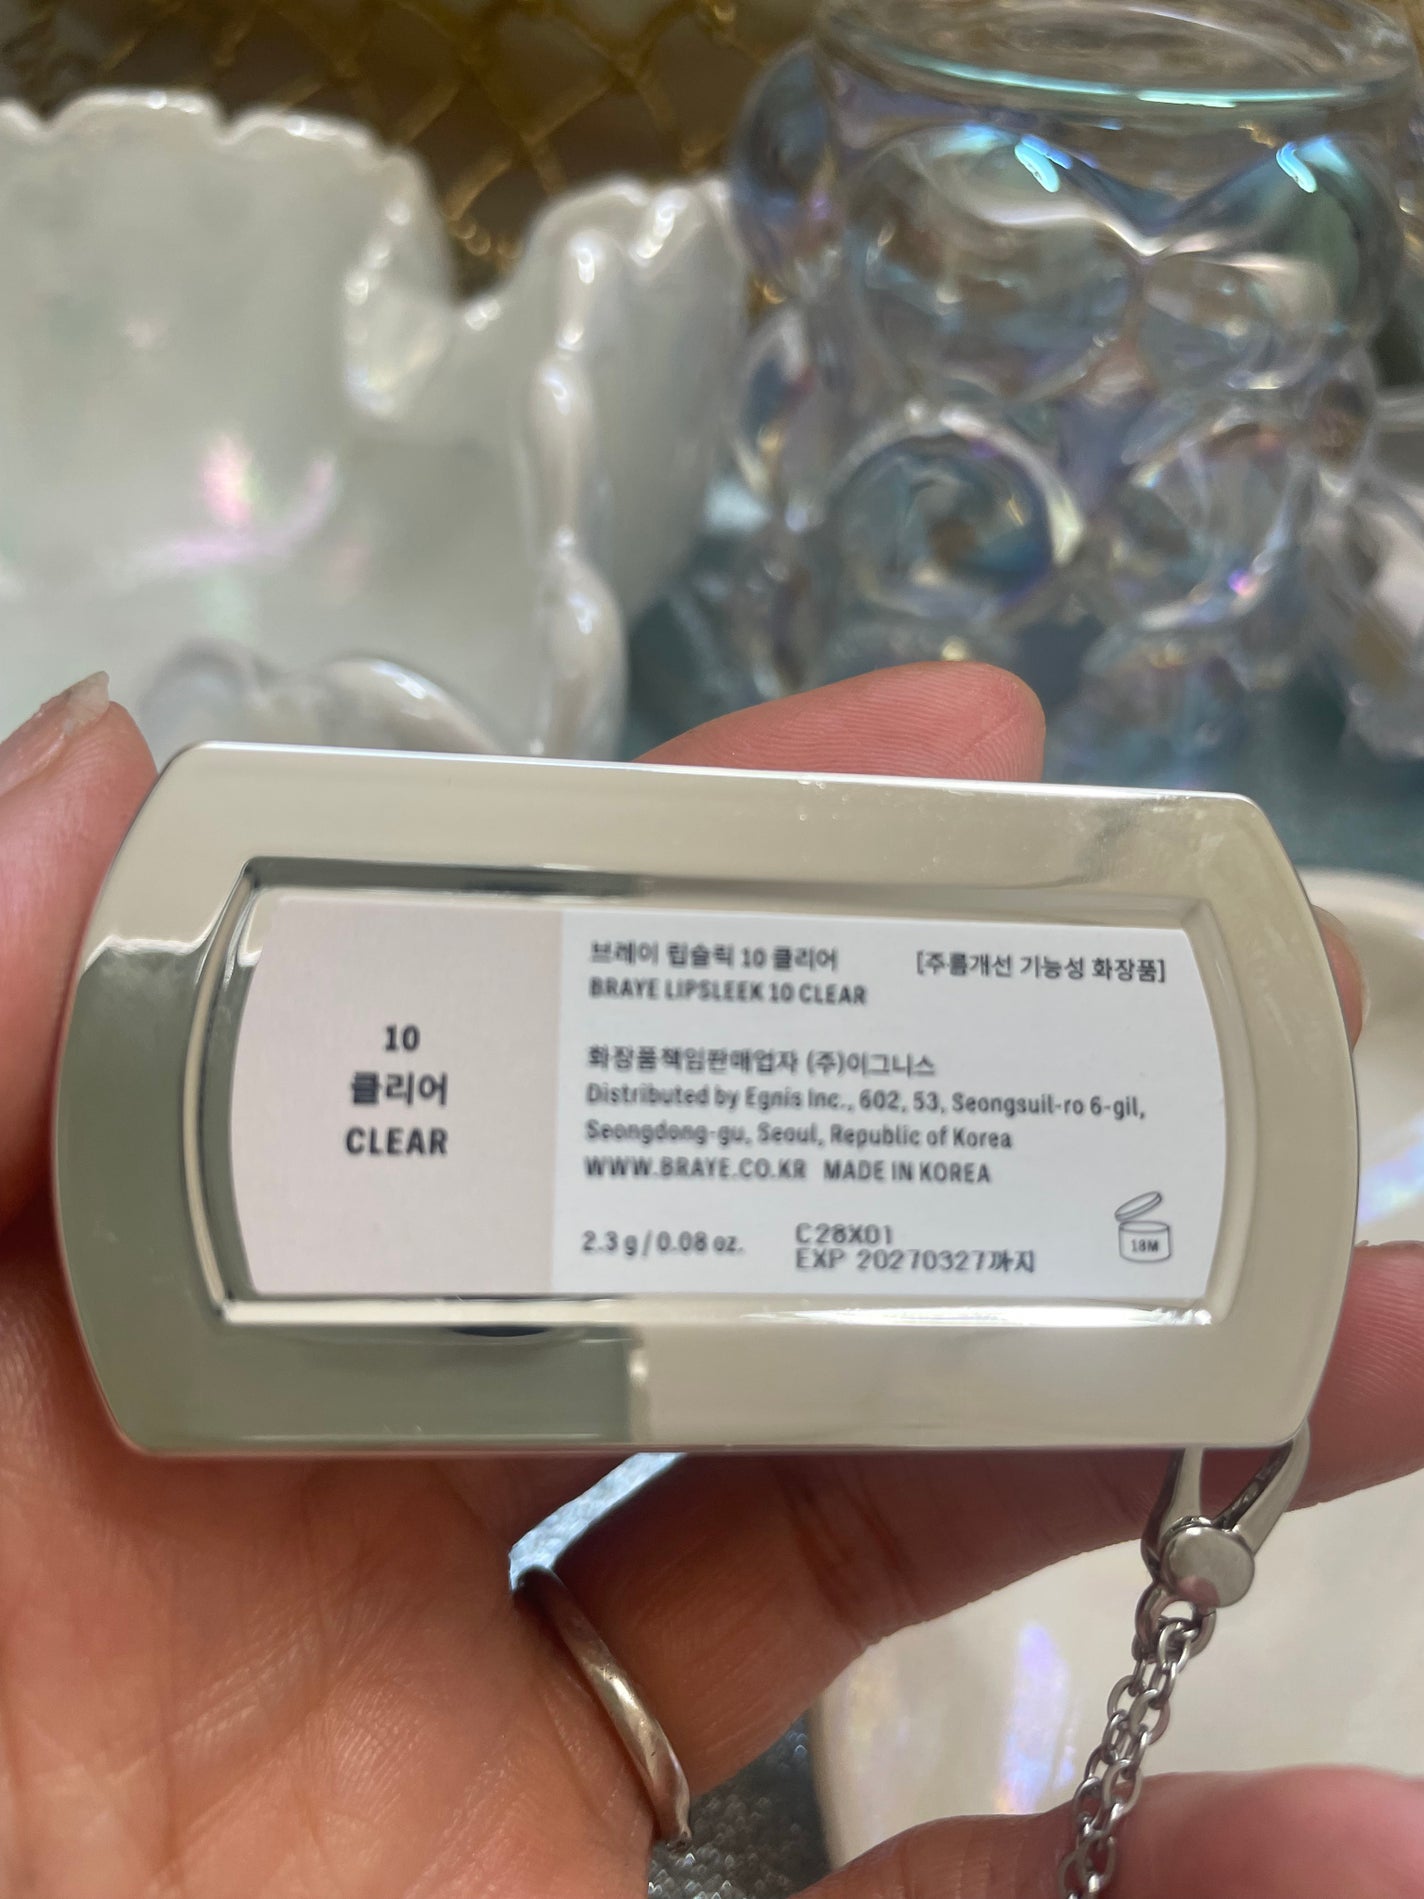 10
클리어
CLEAR
브레이 립슬릭 10 클리어
[주름개선 기능성 화장품]
BRAYE LIPSLEEK 10 CLEAR
화장품책임판매업자 (주)이그니스
Distributed by Egnis Inc., 602, 53, Seongsuil-ro 6-gil,
Seongdong-gu, Seoul, Republic of Korea
WWW.BRAYE.CO.KR MADE IN KOREA
2.3 g / 0.08 oz.
C28X01
EXP 20270327까지
18M